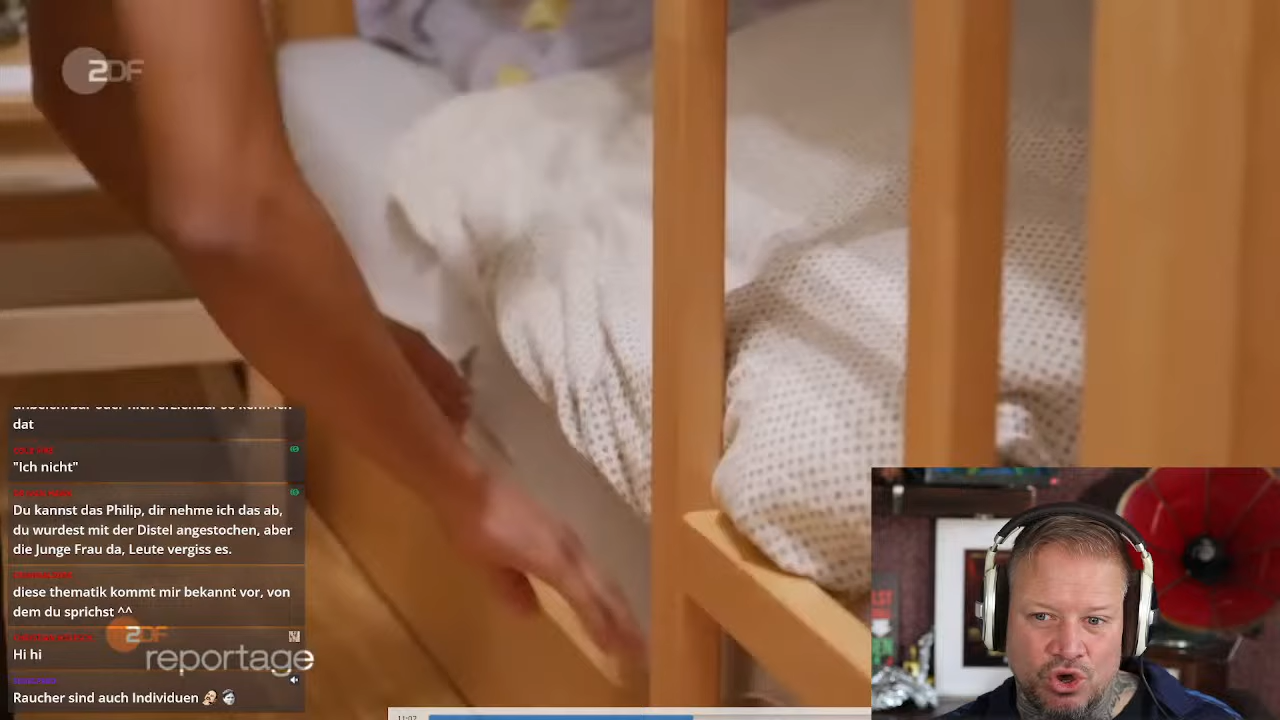 2DF
dat
"Ich nicht"
Du kannst das Philip, dir nehme ich das ab,
du wurdest mit der Distel angestochen, aber
die Junge Frau da, Leute vergiss es.
diese thematik kommt mir bekannt vor, von
dem du sprichst ^^
2DF
reportage
Hi hi
Raucher sind auch Individuen